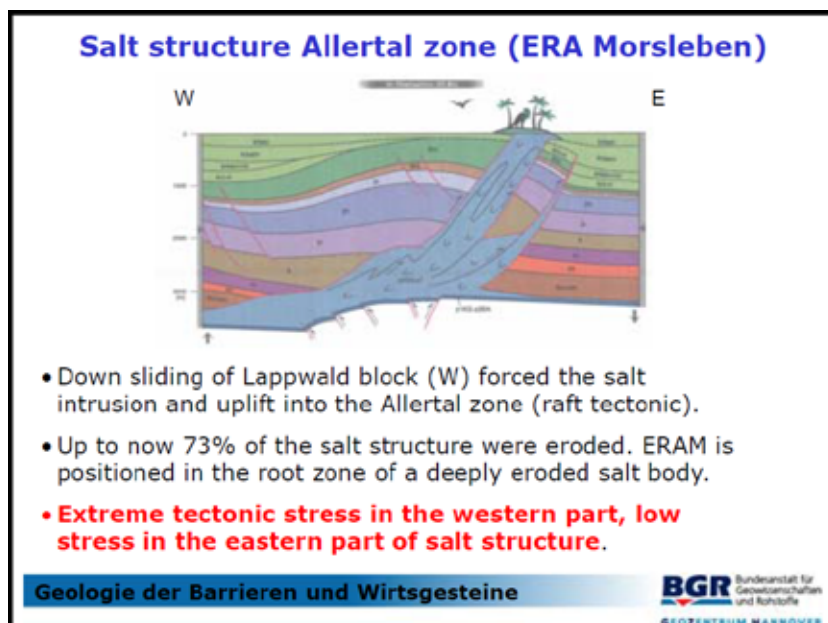 Salt structure Allertal zone (ERA Morsleben)
W
E
• Down sliding of Lappwald block (W) forced the salt
intrusion and uplift into the Allertal zone (raft tectonic).
• Up to now 73% of the salt structure were eroded. ERAM is
positioned in the root zone of a deeply eroded salt body.
• Extreme tectonic stress in the western part, low
stress in the eastern part of salt structure.
Geologie der Barrieren und Wirtsgesteine
BGR
Bundesanstalt für
Geowissenschaften
und Rohstoffe
GEOZENTRUM HANNOVER